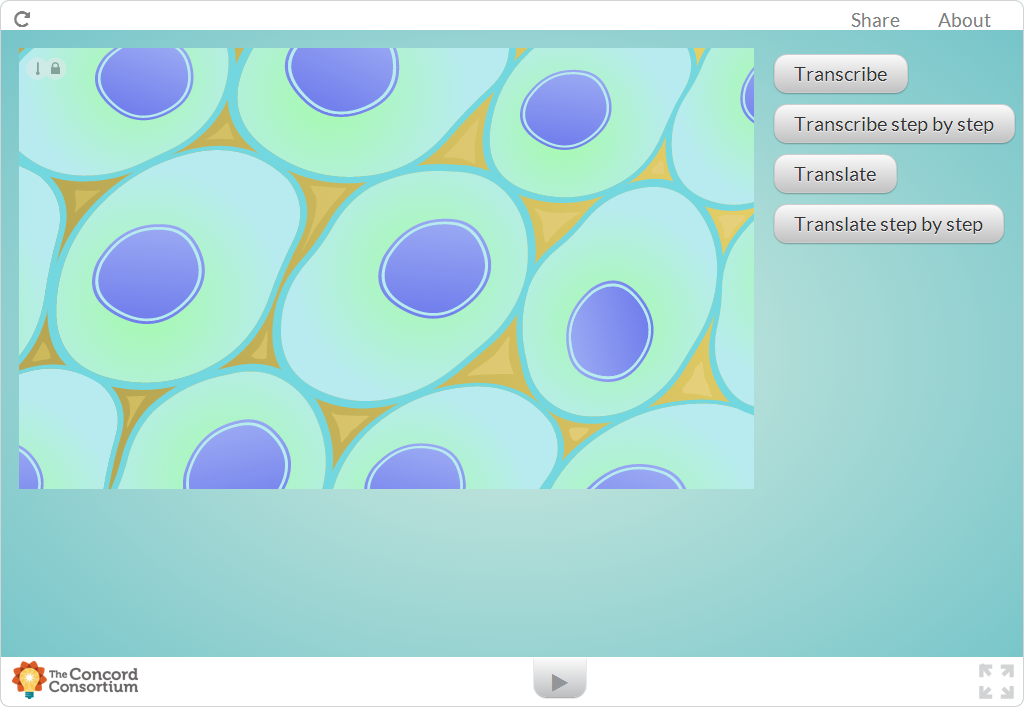 Share About
Transcribe
Transcribe step by step
Translate
Translate step by step
The Concord
Consortium